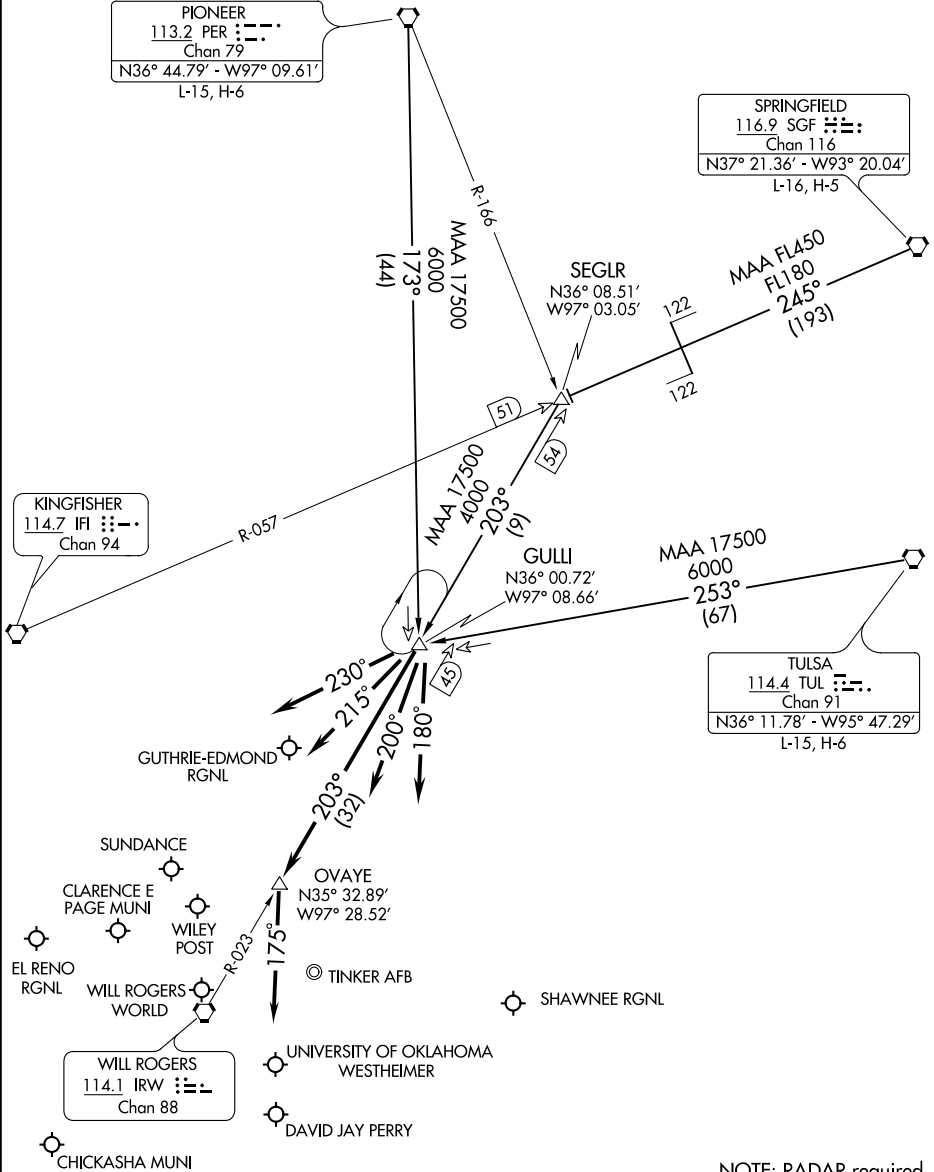 PIONEER
113.2 PER
Chan 79
N36° 44.79' - W97° 09.61'
L-15, H-6
SPRINGFIELD
116.9 SGF
Chan 116
N37° 21.36' - W93° 20.04'
L-16, H-5
R-166
MAA 17500
6000
173°
(44)
MAA FL450
FL180
245°
(193)
SEGLR
N36° 08.51'
W97° 03.05'
122
122
51
54
KINGFISHER
114.7 IFI
Chan 94
R-057
MAA 17500
4000
203°
(9)
GULLI
N36° 00.72'
W97° 08.66'
MAA 17500
6000
253°
(67)
45
TULSA
114.4 TUL
Chan 91
N36° 11.78' - W95° 47.29'
L-15, H-6
230°
215°
200°
180°
GUTHRIE-EDMOND
RGNL
203°
(32)
SUNDANCE
CLARENCE E
PAGE MUNI
WILEY
POST
OVAYE
N35° 32.89'
W97° 28.52'
175°
R-023
EL RENO
RGNL
WILL ROGERS
WORLD
TINKER AFB
SHAWNEE RGNL
WILL ROGERS
114.1 IRW
Chan 88
UNIVERSITY OF OKLAHOMA
WESTHEIMER
DAVID JAY PERRY
CHICKASHA MUNI
NOTE: RADAR required